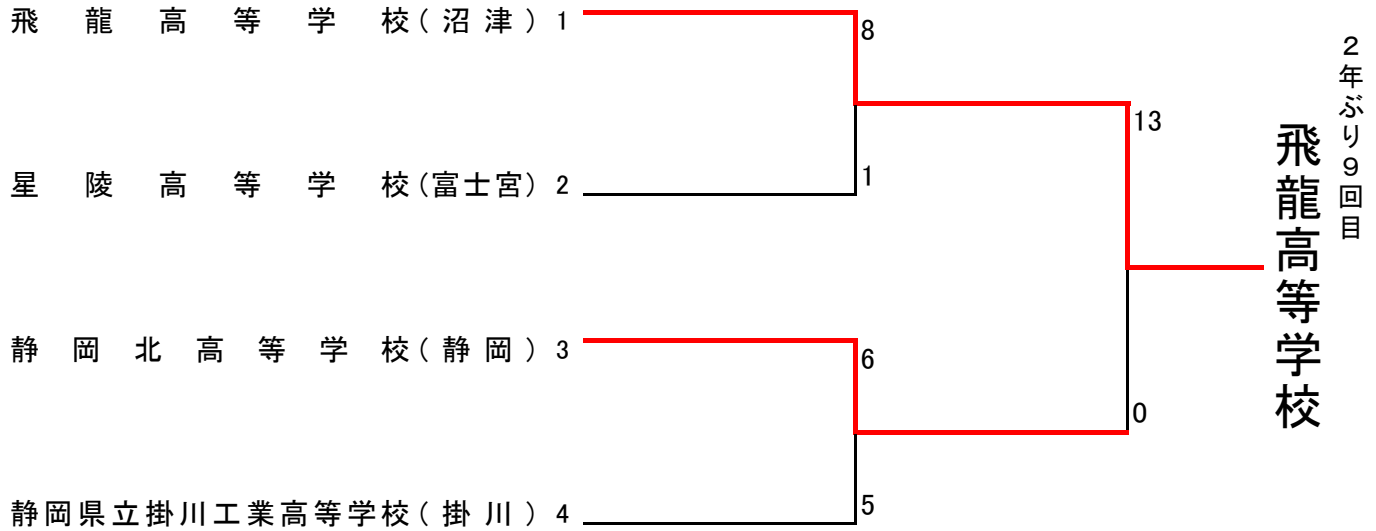 飛龍高等学校(沼津) 1
8
星陵高等学校(富士宮) 2
1
静岡北高等学校(静岡) 3
6
静岡県立掛川工業高等学校(掛川) 4
5
13
0
飛龍高等学校
2年ぶり9回目